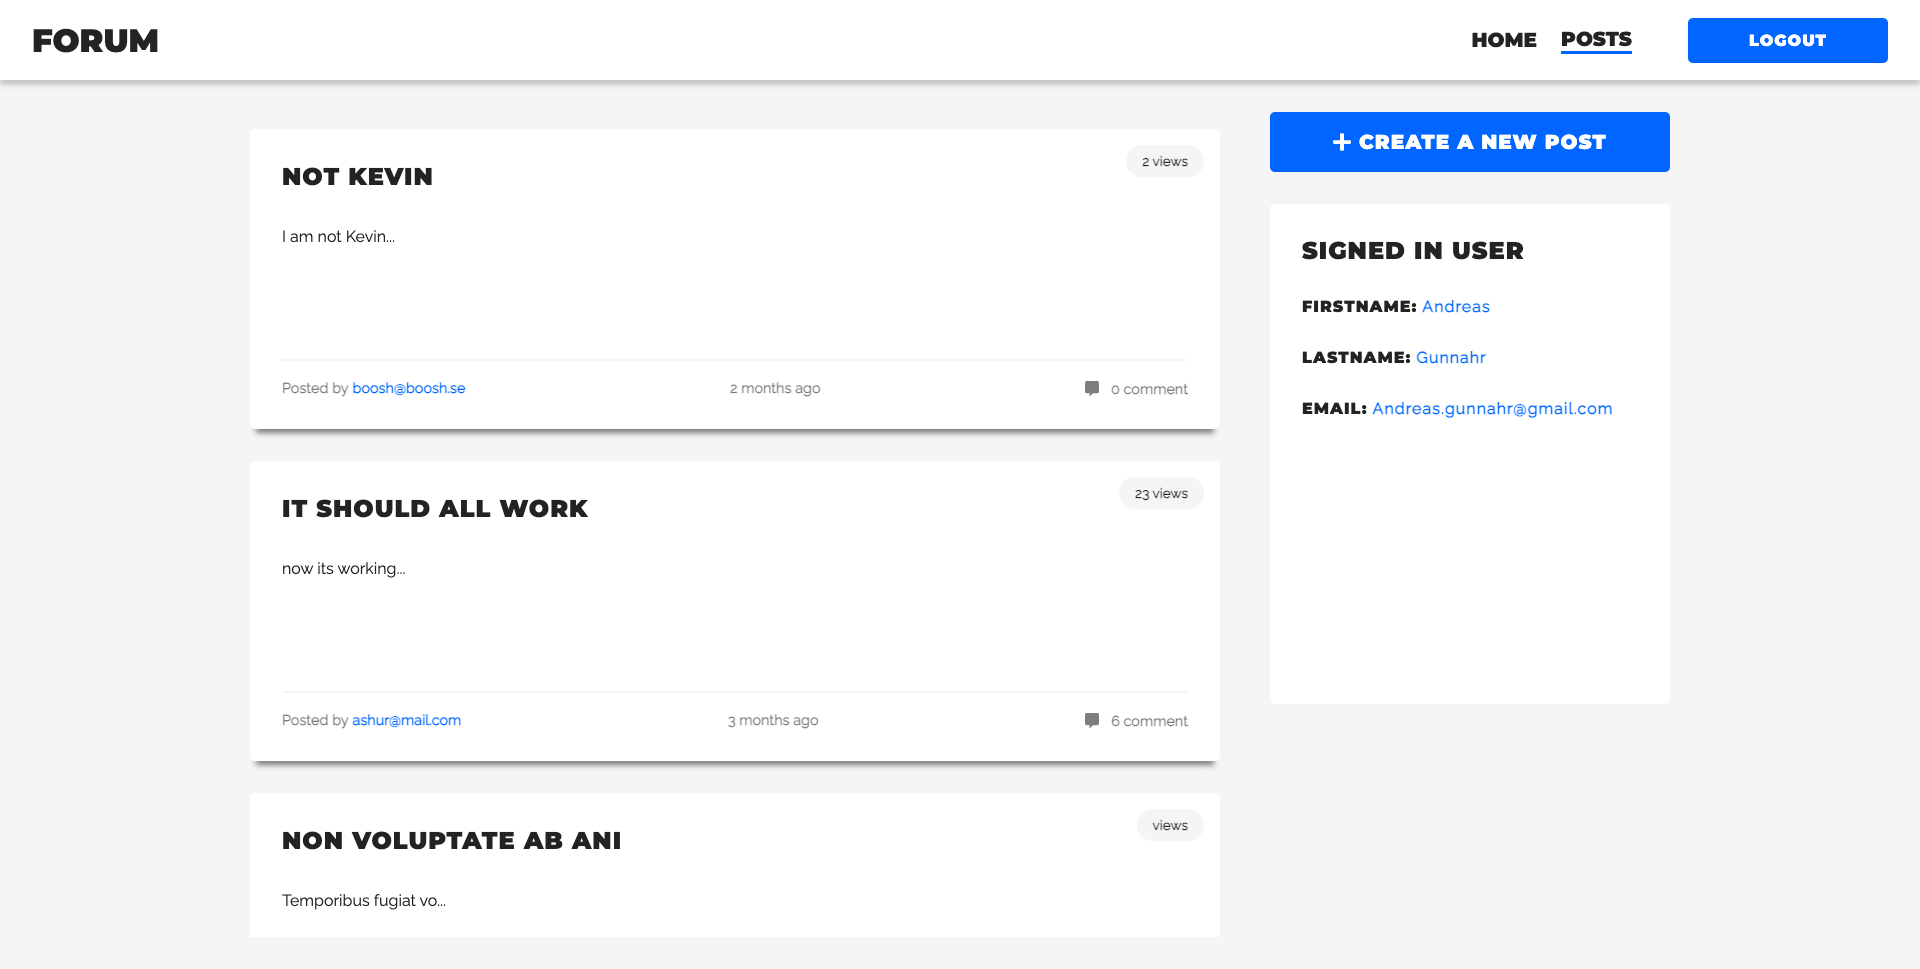 FORUM
HOME POSTS LOGOUT
NOT KEVIN
2 views
I am not Kevin...
Posted by boosh@boosh.se 2 months ago 0 comment
IT SHOULD ALL WORK
23 views
now its working...
Posted by ashur@mail.com 3 months ago 6 comment
NON VOLUPTATE AB ANI
views
Temporibus fugiat vo...
+ CREATE A NEW POST
SIGNED IN USER
FIRSTNAME: Andreas
LASTNAME: Gunnahr
EMAIL: Andreas.gunnahr@gmail.com